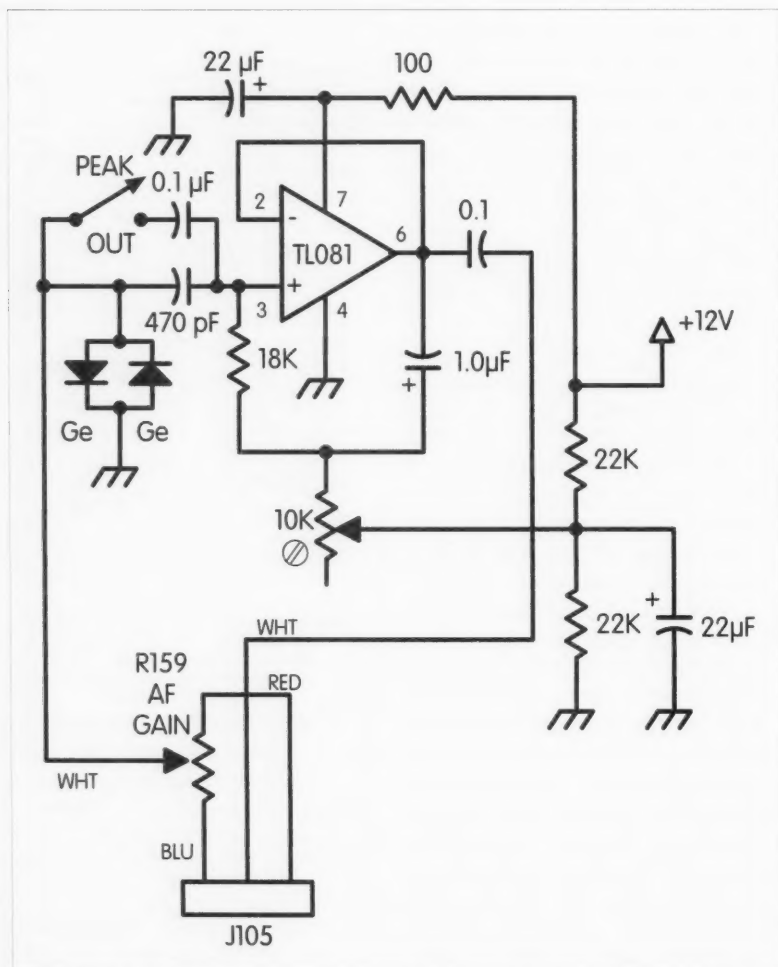 22 µF
+
100
PEAK
0.1 µF
OUT
2
-
7
TL081
6
0.1
+
3
4
470 pF
18K
1.0µF
+
+12V
Ge
Ge
22K
10K
WHT
+
22K
22µF
R159
AF
GAIN
RED
WHT
BLU
J105